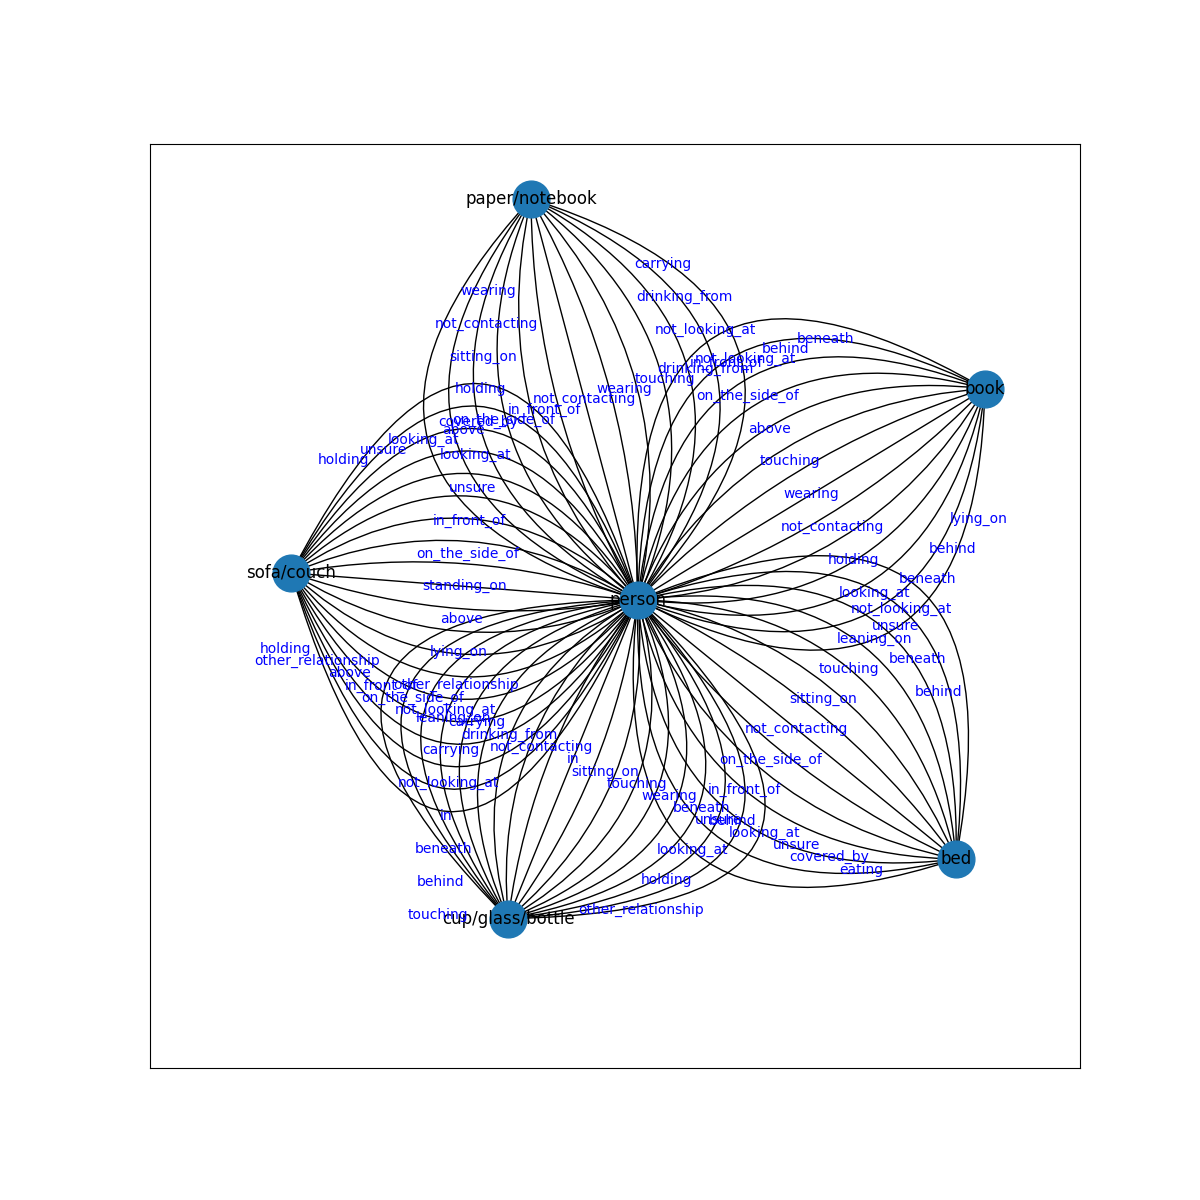 paper/notebook
carrying
wearing
drinking_from
not_contacting
not_looking_at
beneath
behind
sitting_on
not_looking_at
in_front_of
drinking_from
touching
holding
wearing
book
on_the_side_of
not_contacting
in_front_of
covered_by
on_the_side_of
above
above
looking_at
unsure
holding
looking_at
touching
unsure
wearing
in_front_of
lying_on
not_contacting
on_the_side_of
behind
holding
sofa/couch
standing_on
beneath
looking_at
person
not_looking_at
above
unsure
leaning_on
holding
lying_on
other_relationship
beneath
above
touching
in_front_of
other_relationship
behind
on_the_side_of
sitting_on
not_looking_at
leaning_on
carrying
not_contacting
drinking_from
carrying
not_contacting
in
on_the_side_of
sitting_on
not_looking_at
touching
in_front_of
wearing
in
beneath
unsure
behind
looking_at
beneath
looking_at
unsure
covered_by
bed
eating
behind
holding
touching
cup/glass/bottle
other_relationship